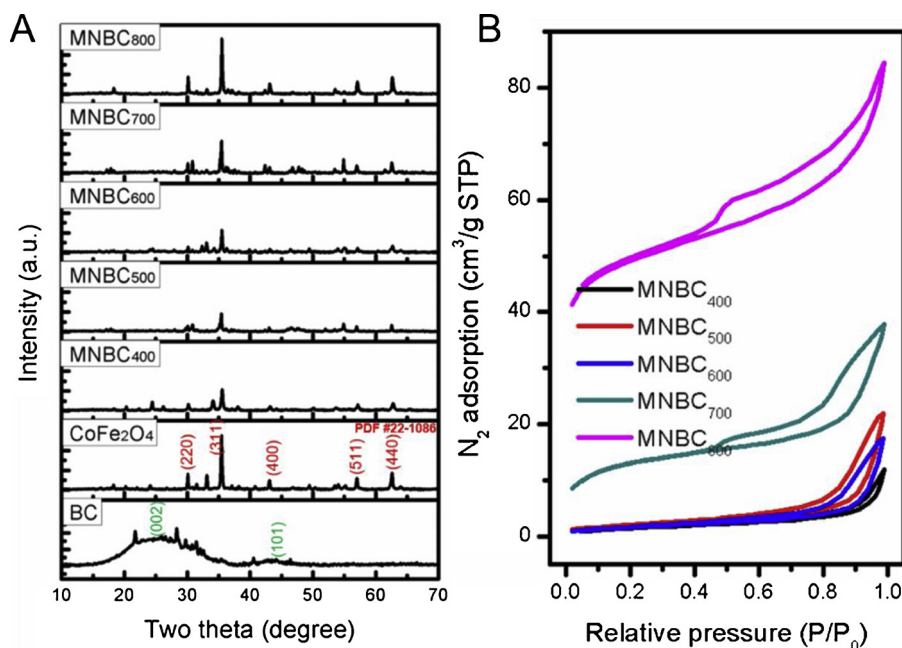 A
MNBC₈₀₀
MNBC₇₀₀
MNBC₆₀₀
MNBC₅₀₀
MNBC₄₀₀
CoFe₂O₄
PDF #22-1086
(220)
(311)
(400)
(511)
(440)
BC
(002)
(101)
10 20 30 40 50 60 70
Two theta (degree)
Intensity (a.u.)
B
80
60
40
20
0
N₂ adsorption (cm³/g STP)
MNBC₄₀₀
MNBC₅₀₀
MNBC₆₀₀
MNBC₇₀₀
MNBC₈₀₀
0.0 0.2 0.4 0.6 0.8 1.0
Relative pressure (P/P₀)